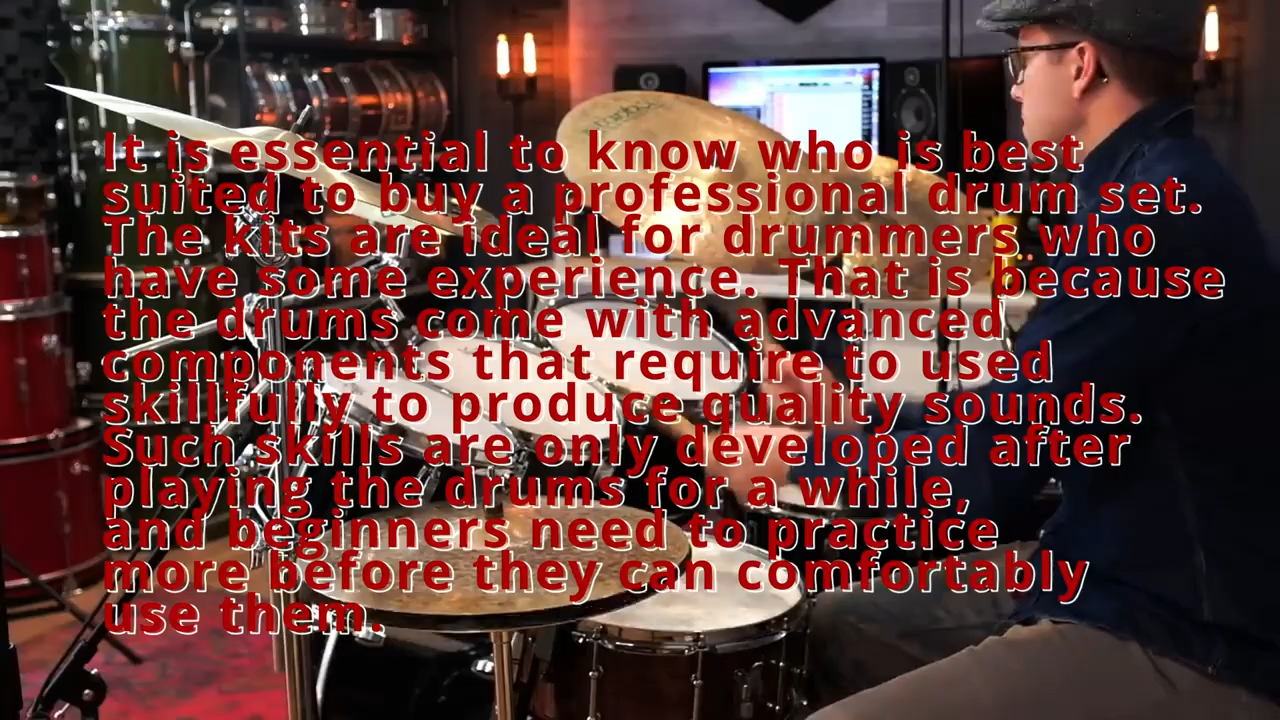 It is essential to know who is best
suited to buy a professional drum set.
The kits are ideal for drummers who
have some experience. That is because
the drums come with advanced
components that require to used
skillfully to produce quality sounds.
Such skills are only developed after
playing the drums for a while,
and beginners need to practice
more before they can comfortably
use them.